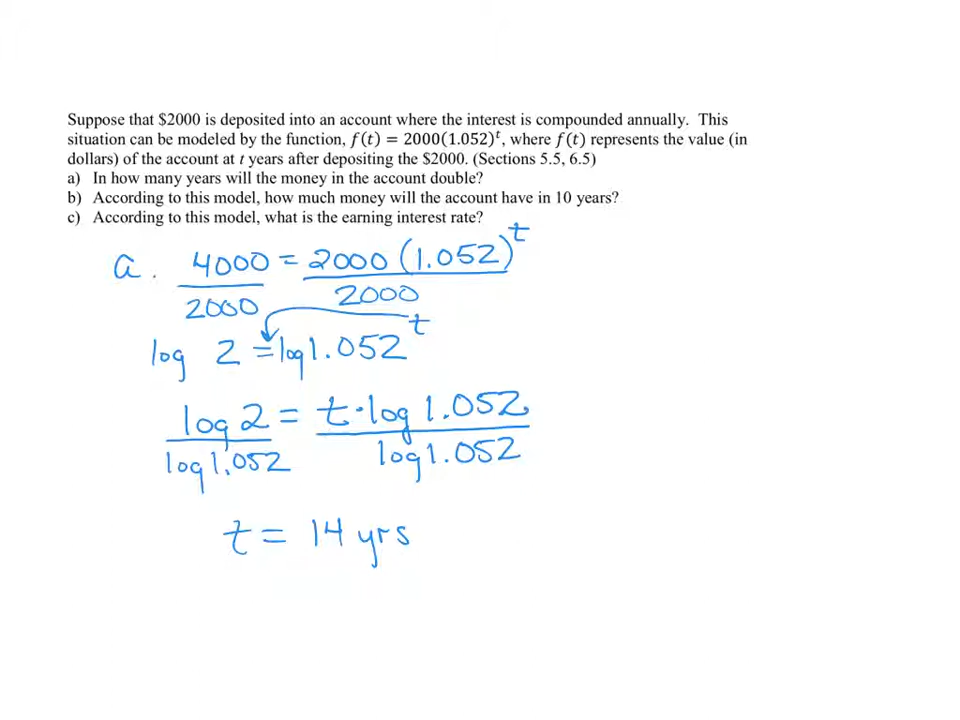 Suppose that $2000 is deposited into an account where the interest is compounded annually. This
situation can be modeled by the function, f(t) = 2000(1.052)^t, where f(t) represents the value (in
dollars) of the account at t years after depositing the $2000. (Sections 5.5, 6.5)
a) In how many years will the money in the account double?
b) According to this model, how much money will the account have in 10 years?
c) According to this model, what is the earning interest rate?
a. 4000 = 2000 (1.052)^t
2000 2000
log 2 = log 1.052^t
log 2 = t · log 1.052
log 1.052 log 1.052
t = 14 yrs